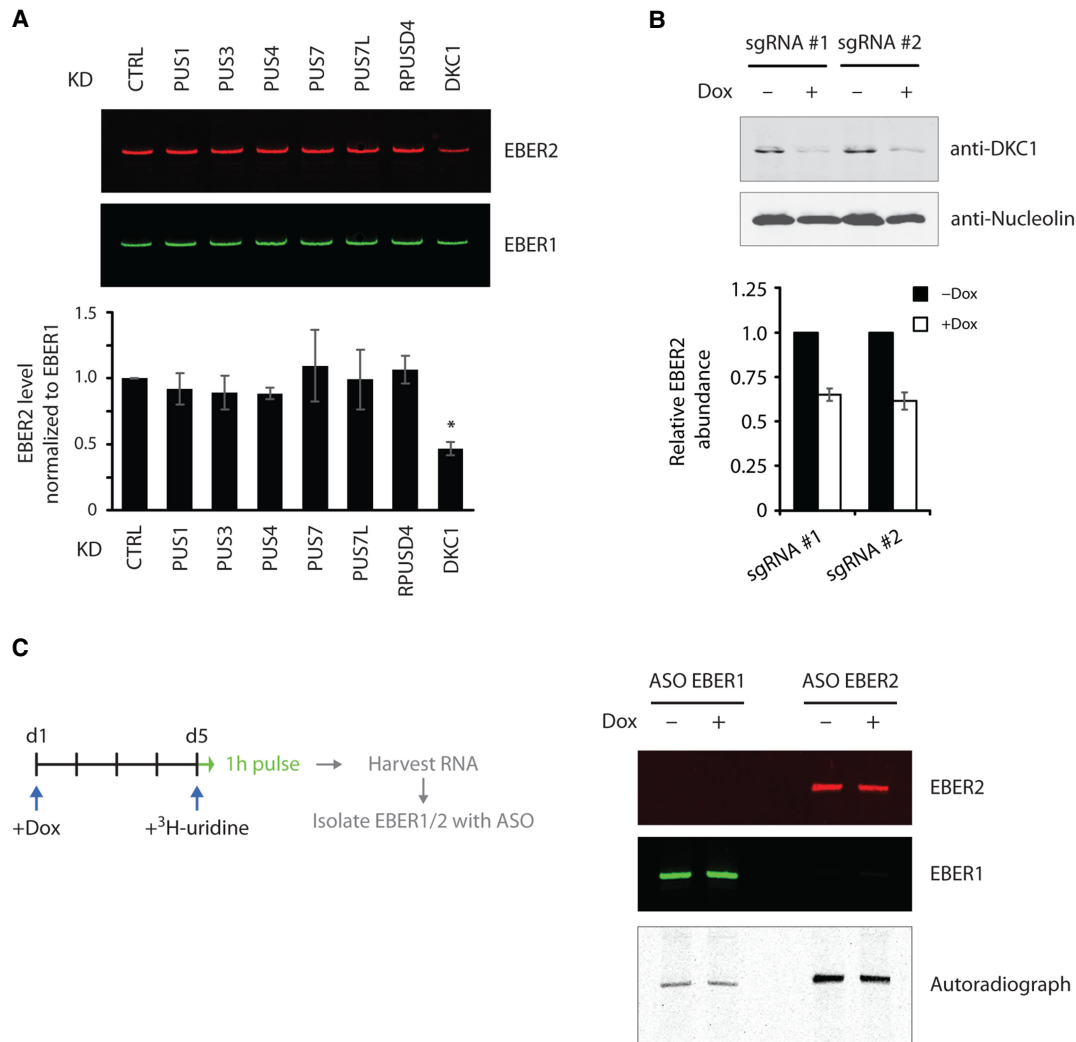 A
KD
CTRL PUS1 PUS3 PUS4 PUS7 PUS7L RPUSD4 DKC1
EBER2
EBER1
EBER2 level
normalized to EBER1
1.5
1.0
0.5
0
*
KD
CTRL PUS1 PUS3 PUS4 PUS7 PUS7L RPUSD4 DKC1
B
sgRNA #1 sgRNA #2
Dox – + – +
anti-DKC1
anti-Nucleolin
Relative EBER2
abundance
1.25
1.0
0.75
0.5
0.25
0
–Dox
+Dox
sgRNA #1 sgRNA #2
C
d1 d5
1h pulse → Harvest RNA
+Dox +³H-uridine
Isolate EBER1/2 with ASO
ASO EBER1 ASO EBER2
Dox – + – +
EBER2
EBER1
Autoradiograph